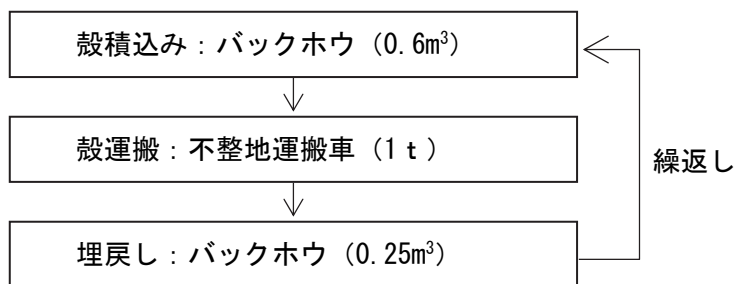 殻積込み：バックホウ（0.6m³）
殻運搬：不整地運搬車（1ｔ）
繰返し
埋戻し：バックホウ（0.25m³）